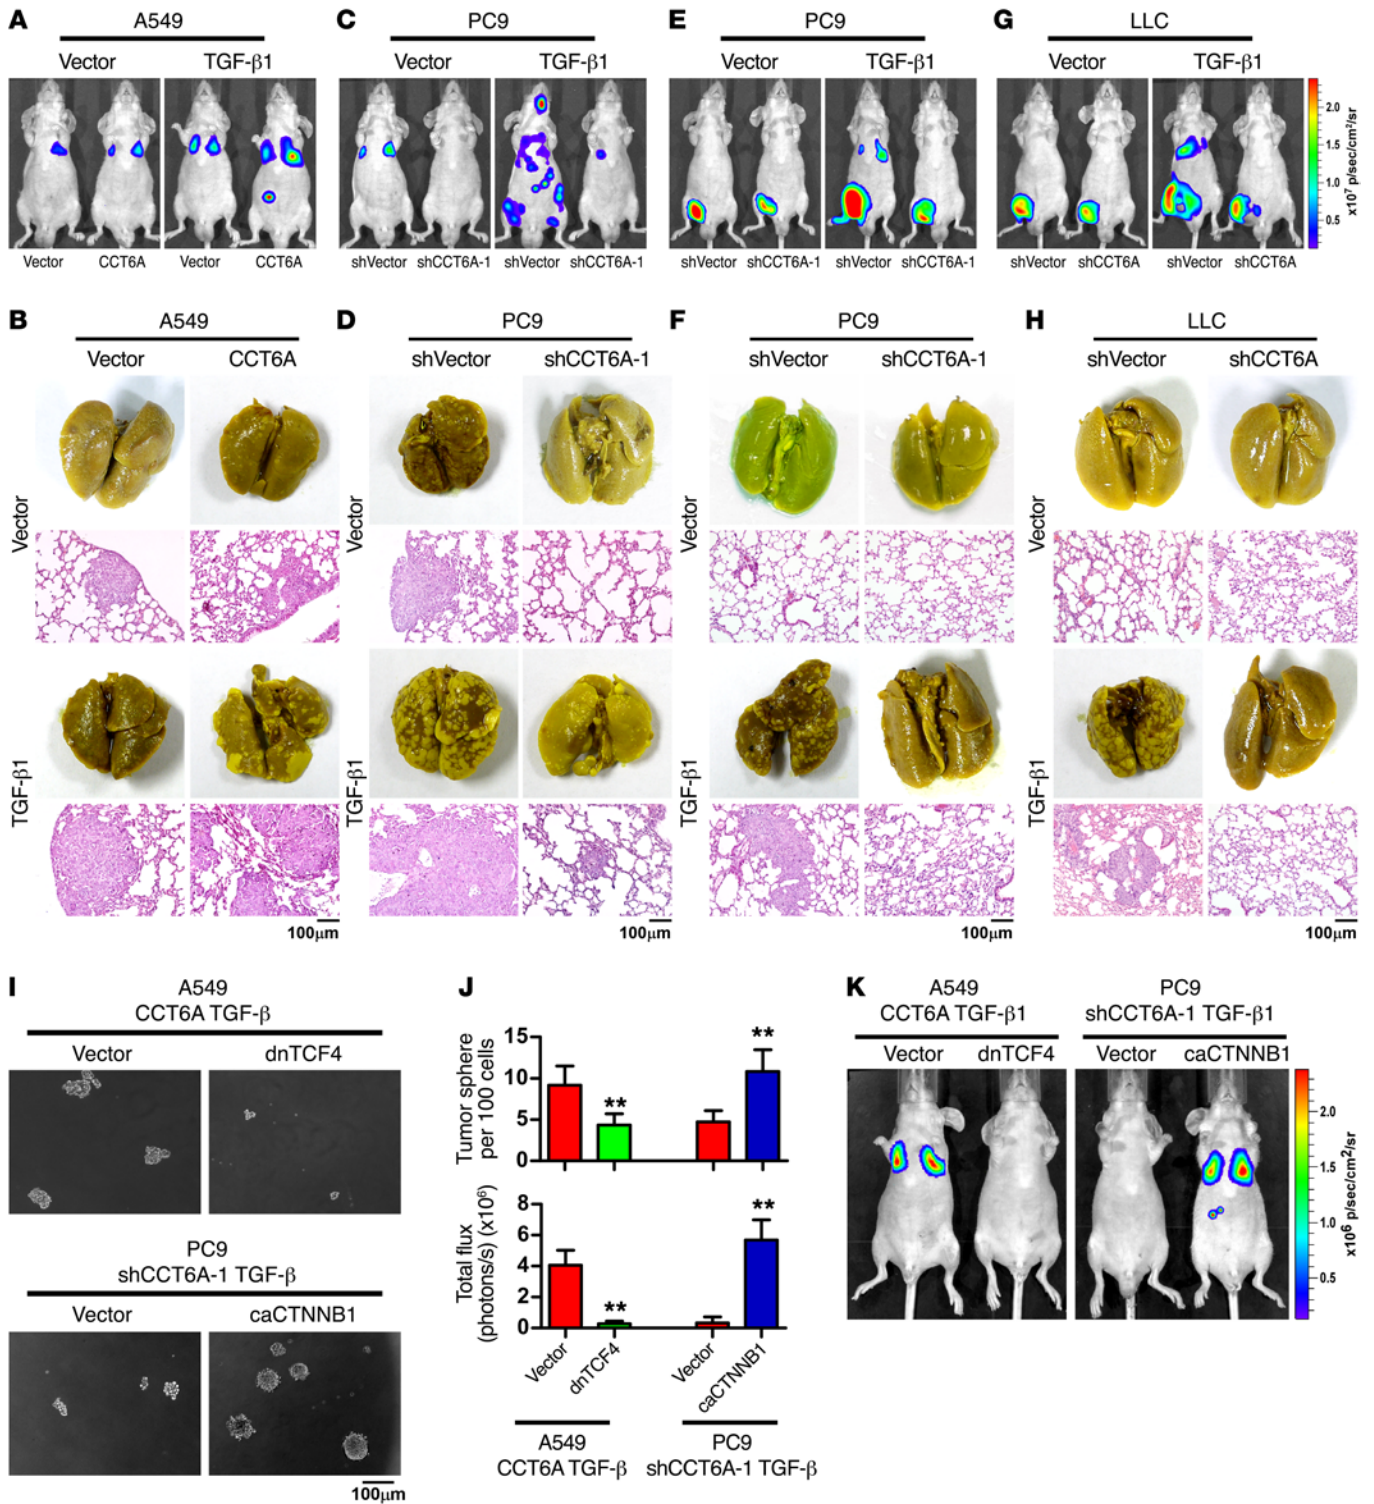 A
A549
Vector
TGF-β1
Vector
CCT6A
Vector
CCT6A
C
PC9
Vector
TGF-β1
shVector
shCCT6A-1
shVector
shCCT6A-1
E
PC9
Vector
TGF-β1
shVector
shCCT6A-1
shVector
shCCT6A-1
G
LLC
Vector
TGF-β1
shVector
shCCT6A
shVector
shCCT6A
2.0
1.5
1.0
0.5
x10⁷ p/sec/cm²/sr
B
A549
Vector
CCT6A
Vector
TGF-β1
100μm
D
PC9
shVector
shCCT6A-1
Vector
TGF-β1
100μm
F
PC9
shVector
shCCT6A-1
Vector
TGF-β1
100μm
H
LLC
shVector
shCCT6A
Vector
TGF-β1
100μm
I
A549
CCT6A TGF-β
Vector
dnTCF4
PC9
shCCT6A-1 TGF-β
Vector
caCTNNB1
100μm
J
Tumor sphere
per 100 cells
15
10
5
0
**
**
Total flux
(photons/s) (x10⁶)
8
6
4
2
0
**
**
Vector
dnTCF4
Vector
caCTNNB1
A549
CCT6A TGF-β
PC9
shCCT6A-1 TGF-β
K
A549
CCT6A TGF-β1
Vector
dnTCF4
PC9
shCCT6A-1 TGF-β1
Vector
caCTNNB1
2.0
1.5
1.0
0.5
x10⁶ p/sec/cm²/sr